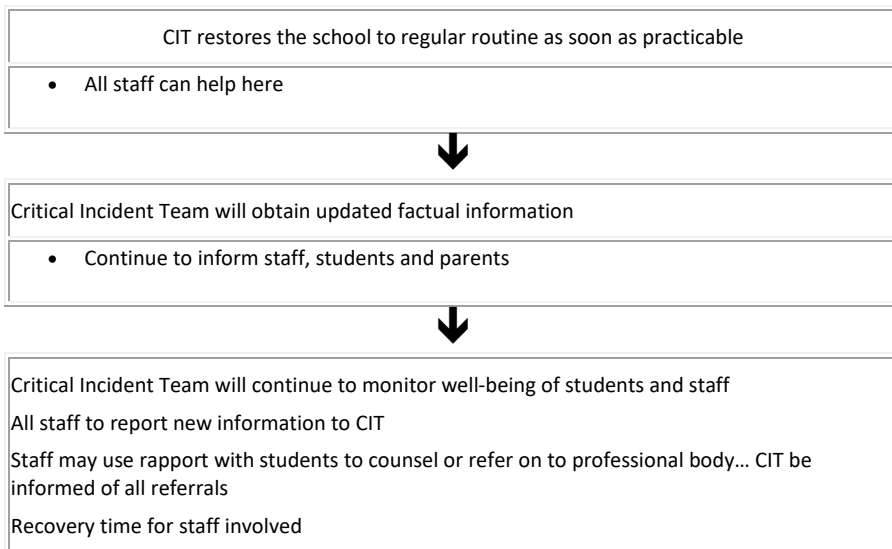 CIT restores the school to regular routine as soon as practicable
• All staff can help here
Critical Incident Team will obtain updated factual information
• Continue to inform staff, students and parents
Critical Incident Team will continue to monitor well-being of students and staff
All staff to report new information to CIT
Staff may use rapport with students to counsel or refer on to professional body… CIT be
informed of all referrals
Recovery time for staff involved